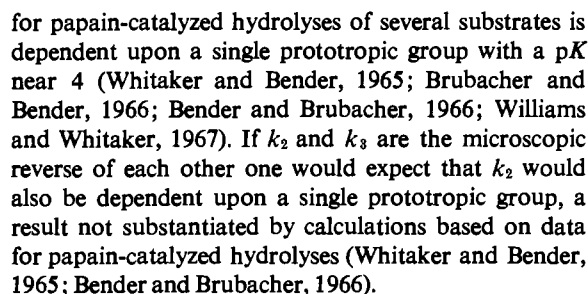 for papain-catalyzed hydrolyses of several substrates is
dependent upon a single prototropic group with a pK
near 4 (Whitaker and Bender, 1965; Brubacher and
Bender, 1966; Bender and Brubacher, 1966; Williams
and Whitaker, 1967). If k₂ and k₃ are the microscopic
reverse of each other one would expect that k₂ would
also be dependent upon a single prototropic group, a
result not substantiated by calculations based on data
for papain-catalyzed hydrolyses (Whitaker and Bender,
1965; Bender and Brubacher, 1966).